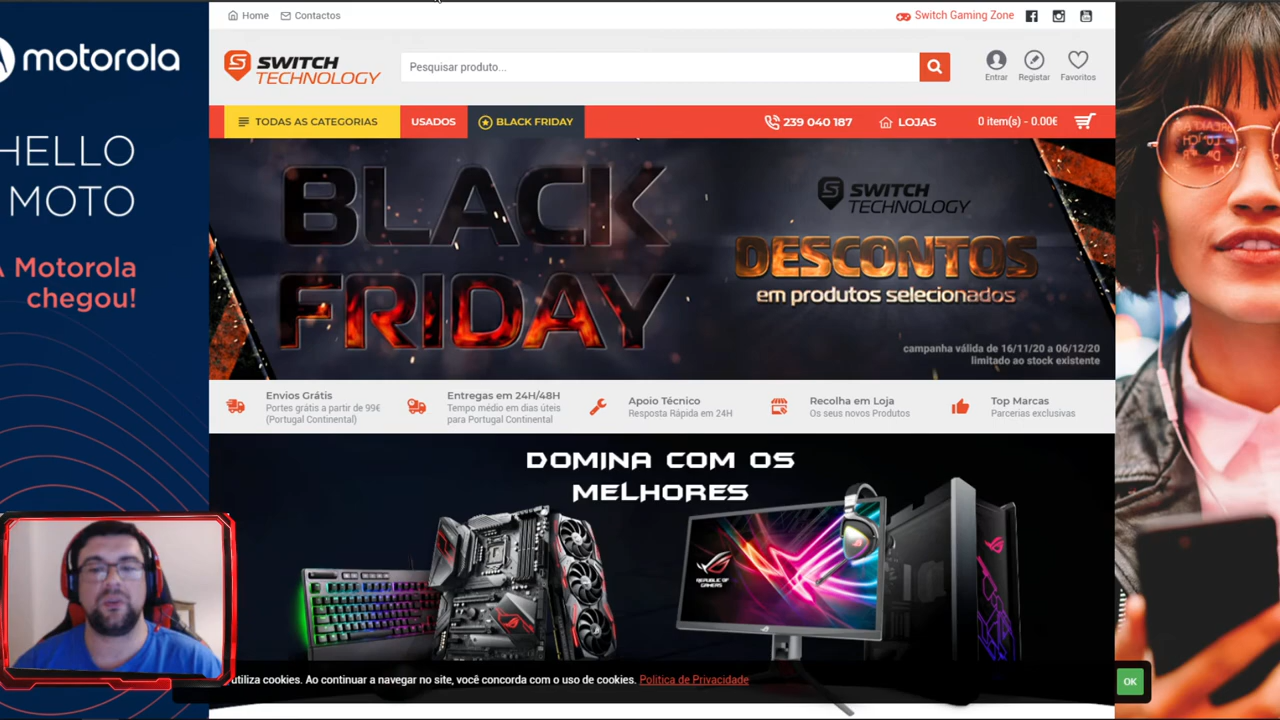 Home
Contactos
Switch Gaming Zone
motorola
HELLO
MOTO
A Motorola
chegou!
SWITCH
TECHNOLOGY
Pesquisar produto...
Entrar
Registar
Favoritos
TODAS AS CATEGORIAS
USADOS
BLACK FRIDAY
239 040 187
LOJAS
0 item(s) - 0.00€
BLACK
FRIDAY
SWITCH
TECHNOLOGY
DESCONTOS
em produtos selecionados
campanha válida de 16/11/20 a 06/12/20
limitado ao stock existente
Envios Grátis
Portes grátis a partir de 99€
(Portugal Continental)
Entregas em 24H/48H
Tempo médio em dias úteis
para Portugal Continental
Apoio Técnico
Resposta Rápida em 24H
Recolha em Loja
Os seus novos Produtos
Top Marcas
Parcerias exclusivas
DOMINA COM OS
MELHORES
REPUBLIC OF
GAMERS
utiliza cookies. Ao continuar a navegar no site, você concorda com o uso de cookies. Politica de Privacidade
OK